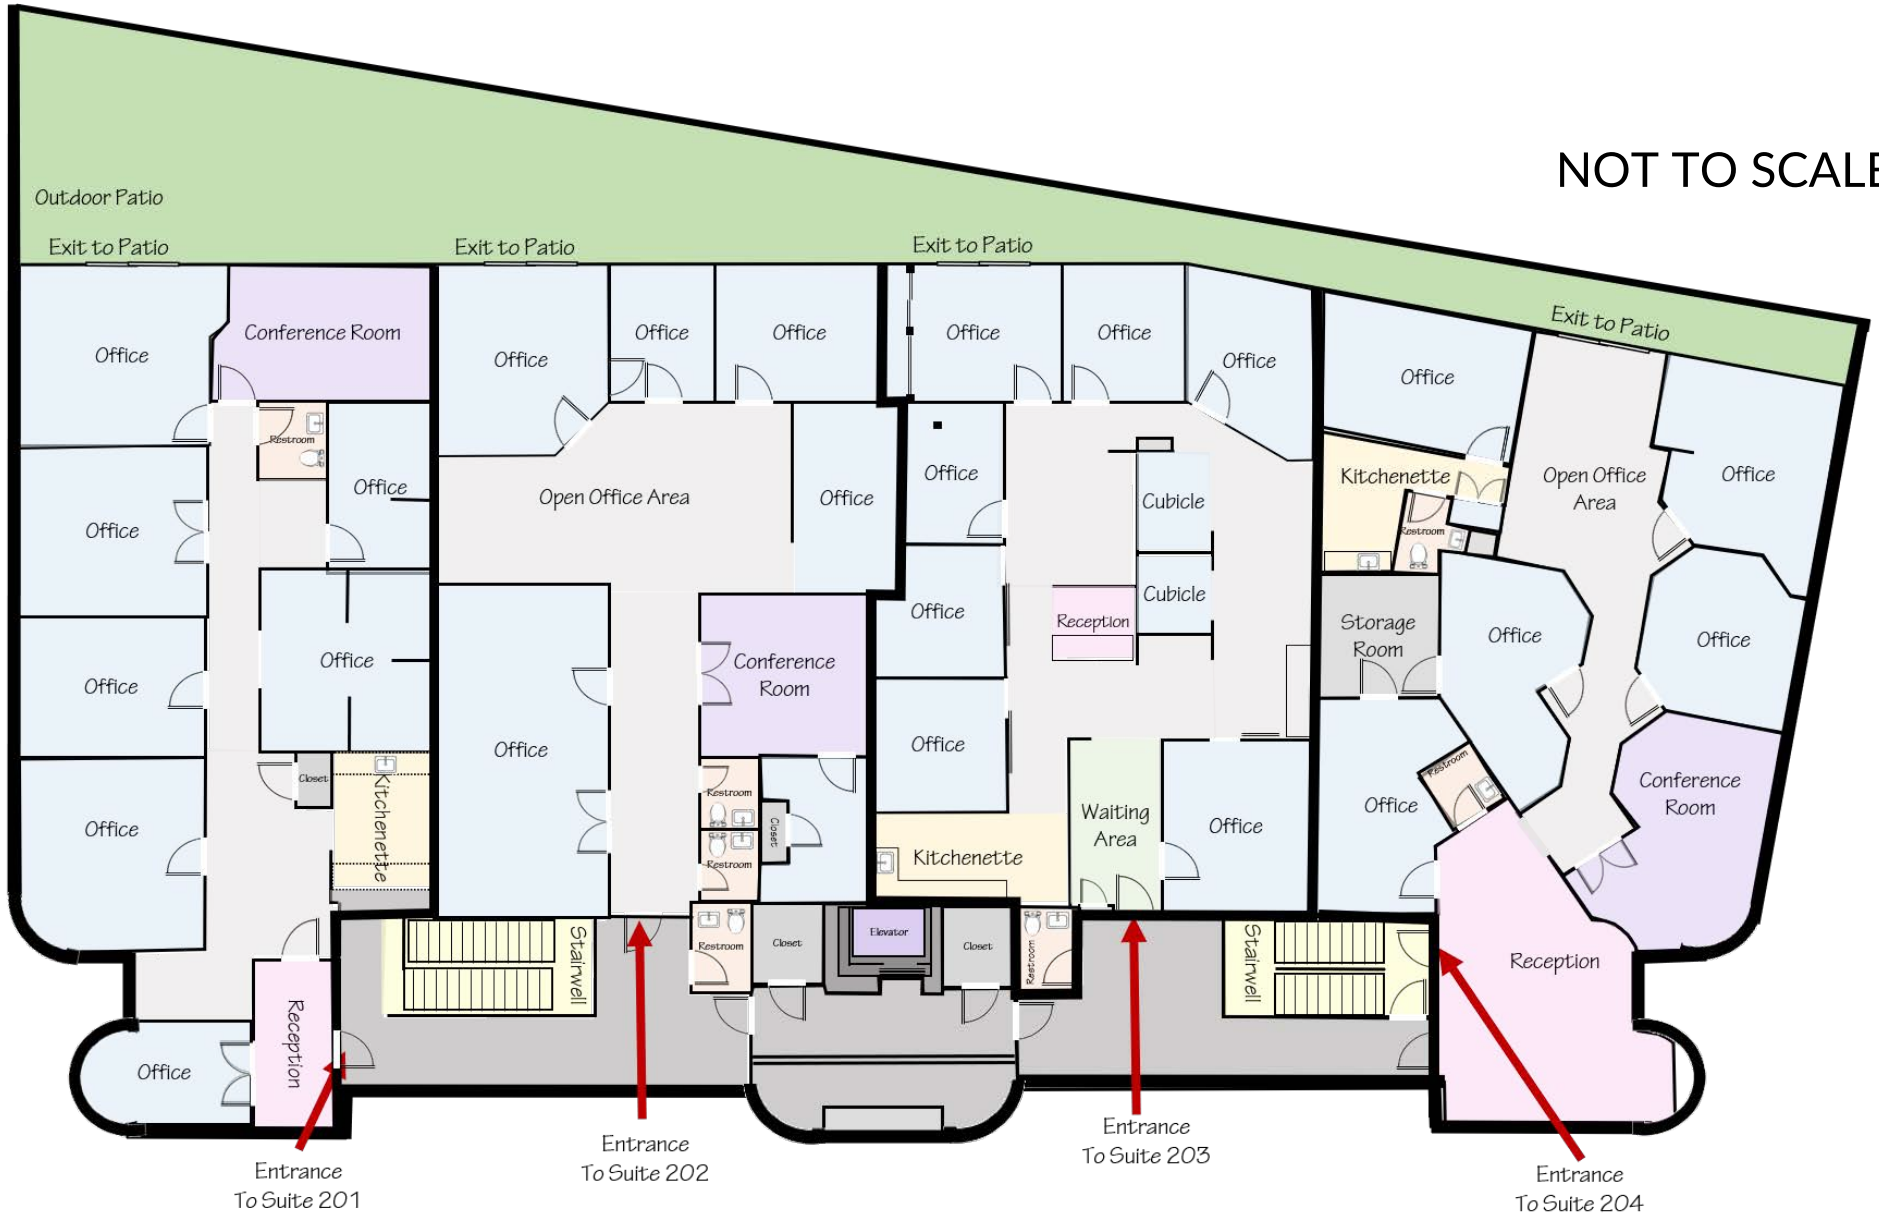 NOT TO SCALE
Outdoor Patio
Exit to Patio
Exit to Patio
Exit to Patio
Exit to Patio
Office
Conference Room
Office
Office
Office
Office
Office
Office
Office
Restroom
Office
Open Office Area
Office
Office
Cubicle
Kitchenette
Restroom
Open Office
Area
Office
Office
Office
Cubicle
Office
Reception
Storage
Room
Office
Office
Office
Office
Conference
Room
Office
Office
Office
Closet
Kitchenette
Restroom
Restroom
Closet
Kitchenette
Waiting
Area
Office
Office
Restroom
Conference
Room
Office
Reception
Office
Stairwell
Restroom
Closet
Elevator
Closet
Restroom
Stairwell
Reception
Entrance
To Suite 201
Entrance
To Suite 202
Entrance
To Suite 203
Entrance
To Suite 204